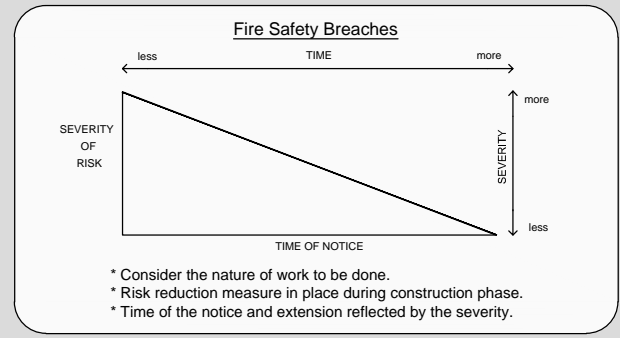 Fire Safety Breaches
less TIME more
SEVERITY
OF
RISK
more
SEVERITY
less
TIME OF NOTICE
* Consider the nature of work to be done.
* Risk reduction measure in place during construction phase.
* Time of the notice and extension reflected by the severity.